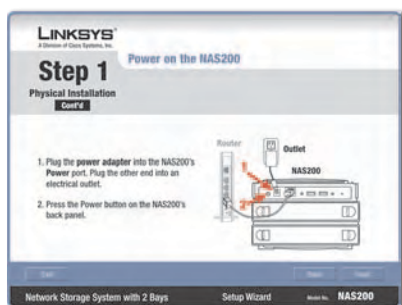 LINKSYS®
A Division of Cisco Systems, Inc.
Power on the NAS200
Step 1
Physical Installation
Cont'd
1. Plug the power adapter into the NAS200's
Power port. Plug the other end into an
electrical outlet.
2. Press the Power button on the NAS200's
back panel.
Router
Outlet
NAS200
1
2
Network Storage System with 2 Bays
Setup Wizard
Model No. NAS200